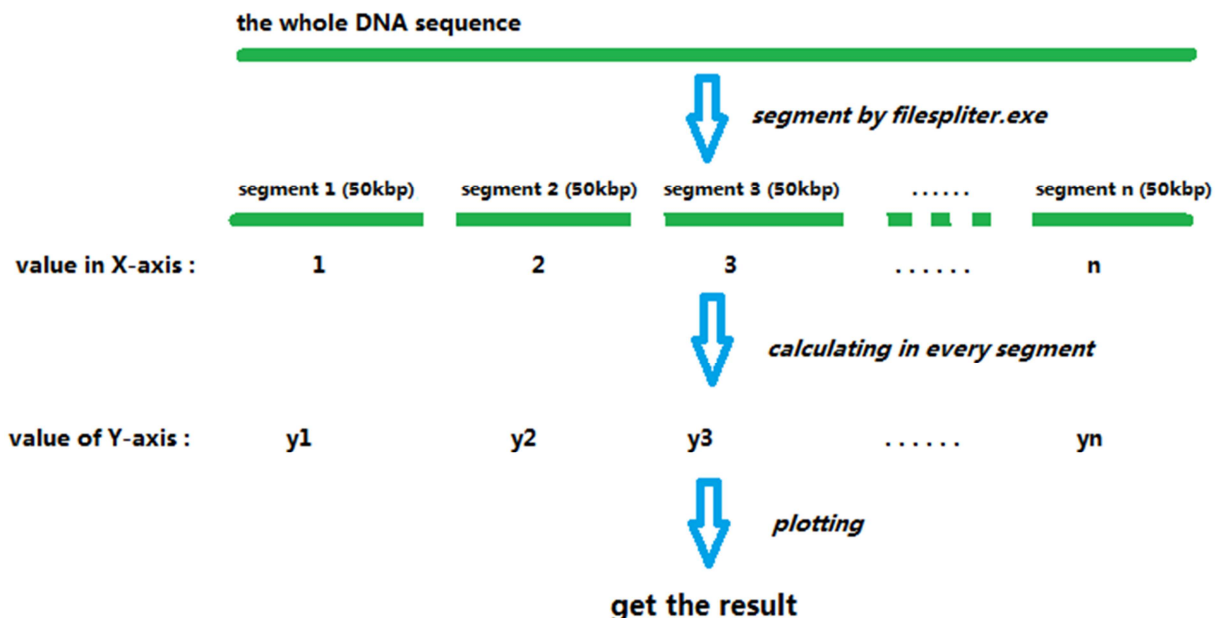 the whole DNA sequence
segment by filespliter.exe
segment 1 (50kbp) segment 2 (50kbp) segment 3 (50kbp) ...... segment n (50kbp)
value in X-axis : 1 2 3 ...... n
calculating in every segment
value of Y-axis : y1 y2 y3 ...... yn
plotting
get the result